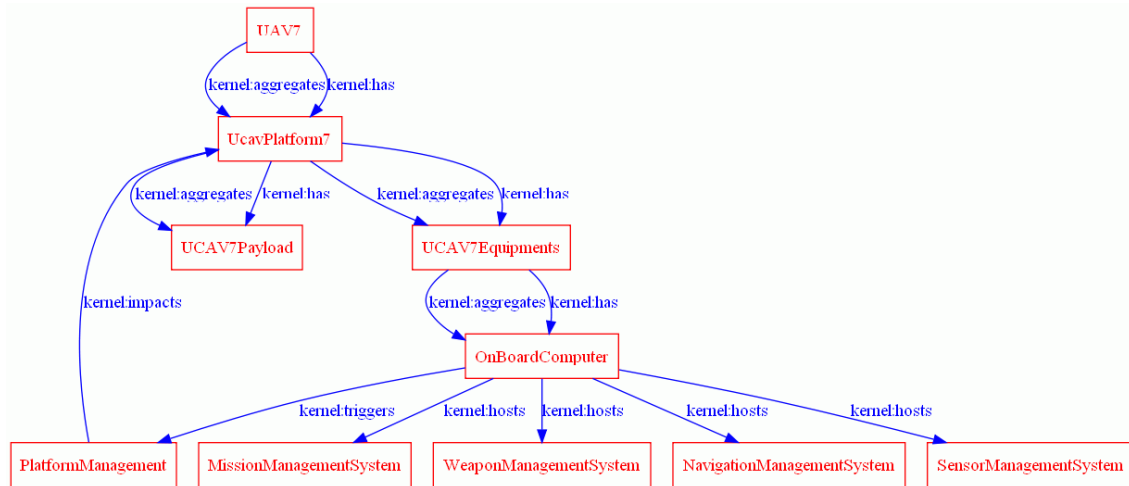 UAV7
kernel:aggregates
kernel:has
UcavPlatform7
kernel:aggregates
kernel:has
kernel:aggregates
kernel:has
UCAV7Payload
UCAV7Equipments
kernel:impacts
kernel:aggregates
kernel:has
OnBoardComputer
kernel:triggers
kernel:hosts
kernel:hosts
kernel:hosts
kernel:hosts
PlatformManagement
MissionManagementSystem
WeaponManagementSystem
NavigationManagementSystem
SensorManagementSystem